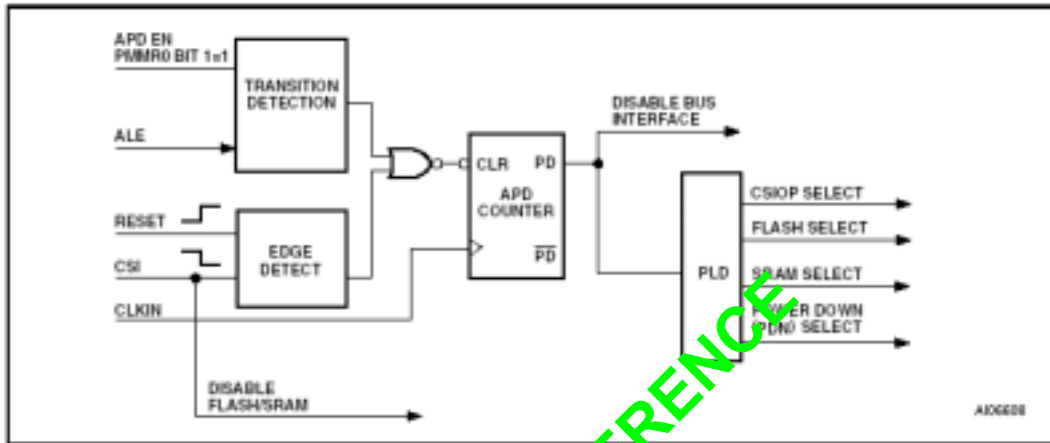 APD EN
PMMR0 BIT 1=1
TRANSITION
DETECTION
ALE
DISABLE BUS
INTERFACE
CLR PD
APD
COUNTER
PD
RESET
EDGE
DETECT
CSI
CLKIN
PLD
CSIOP SELECT
FLASH SELECT
SRAM SELECT
POWER DOWN
(PDN) SELECT
DISABLE
FLASH/SRAM
RENCE
AI06608